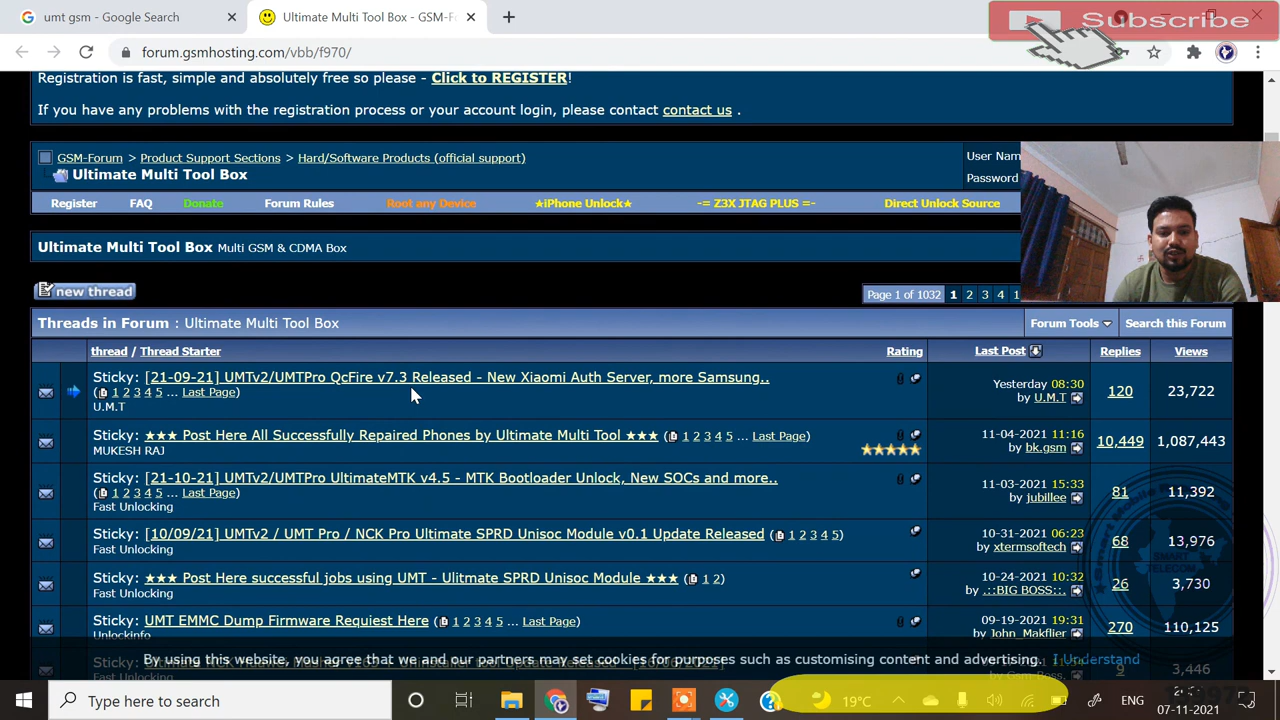 umt gsm - Google Search
Ultimate Multi Tool Box - GSM-F
Subscribe
forum.gsmhosting.com/vbb/f970/
Registration is fast, simple and absolutely free so please - Click to REGISTER!
If you have any problems with the registration process or your account login, please contact contact us .
GSM-Forum > Product Support Sections > Hard/Software Products (official support)
User Nam
Ultimate Multi Tool Box
Password
Register FAQ Donate Forum Rules Root any Device ★iPhone Unlock★ -= Z3X JTAG PLUS =- Direct Unlock Source
Ultimate Multi Tool Box Multi GSM & CDMA Box
new thread
Page 1 of 1032 1 2 3 4 1
Threads in Forum : Ultimate Multi Tool Box
Forum Tools Search this Forum
thread / Thread Starter Rating Last Post Replies Views
Sticky: [21-09-21] UMTv2/UMTPro QcFire v7.3 Released - New Xiaomi Auth Server, more Samsung..
( 1 2 3 4 5 ... Last Page)
U.M.T
Yesterday 08:30
by U.M.T
120 23,722
Sticky: ★★★ Post Here All Successfully Repaired Phones by Ultimate Multi Tool ★★★ ( 1 2 3 4 5 ... Last Page)
MUKESH RAJ
11-04-2021 11:16
by bk.gsm
10,449 1,087,443
Sticky: [21-10-21] UMTv2/UMTPro UltimateMTK v4.5 - MTK Bootloader Unlock, New SOCs and more..
( 1 2 3 4 5 ... Last Page)
Fast Unlocking
11-03-2021 15:33
by jubillee
81 11,392
Sticky: [10/09/21] UMTv2 / UMT Pro / NCK Pro Ultimate SPRD Unisoc Module v0.1 Update Released ( 1 2 3 4 5)
Fast Unlocking
10-31-2021 06:23
by xtermsoftech
68 13,976
Sticky: ★★★ Post Here successful jobs using UMT - Ulitmate SPRD Unisoc Module ★★★ ( 1 2)
Fast Unlocking
10-24-2021 10:32
by .::BIG BOSS::.
26 3,730
Sticky: UMT EMMC Dump Firmware Requiest Here ( 1 2 3 4 5 ... Last Page)
Unlockinfo
09-19-2021 19:31
by John_Makflier
270 110,125
SMART
TELECOM
By using this website, you agree that we and our partners may set cookies for purposes such as customising content and advertising. I Understand
9 3,446
Type here to search
19°C
ENG
07-11-2021